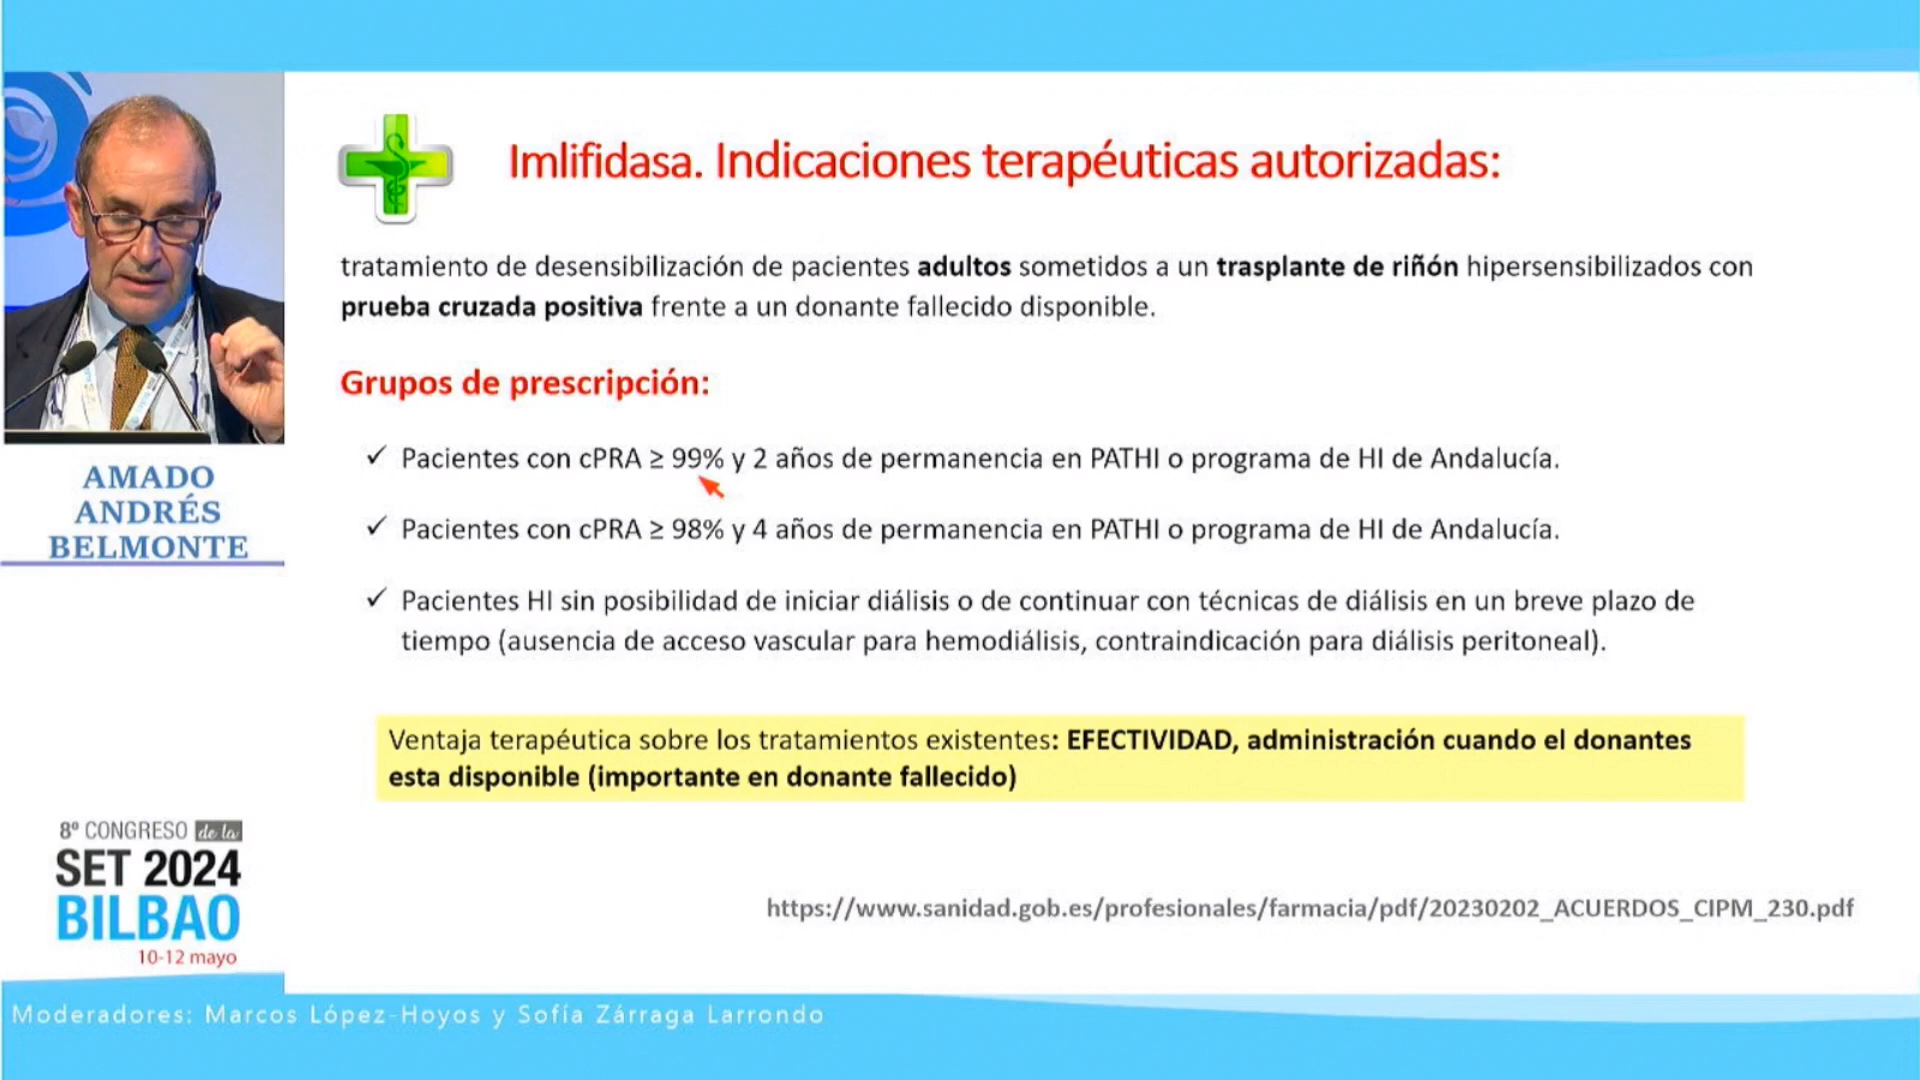 Imlifidasa. Indicaciones terapéuticas autorizadas:
tratamiento de desensibilización de pacientes adultos sometidos a un trasplante de riñón hipersensibilizados con
prueba cruzada positiva frente a un donante fallecido disponible.
Grupos de prescripción:
✓ Pacientes con cPRA ≥ 99% y 2 años de permanencia en PATHI o programa de HI de Andalucía.
✓ Pacientes con cPRA ≥ 98% y 4 años de permanencia en PATHI o programa de HI de Andalucía.
✓ Pacientes HI sin posibilidad de iniciar diálisis o de continuar con técnicas de diálisis en un breve plazo de
tiempo (ausencia de acceso vascular para hemodiálisis, contraindicación para diálisis peritoneal).
Ventaja terapéutica sobre los tratamientos existentes: EFECTIVIDAD, administración cuando el donantes
esta disponible (importante en donante fallecido)
https://www.sanidad.gob.es/profesionales/farmacia/pdf/20230202_ACUERDOS_CIPM_230.pdf
AMADO
ANDRÉS
BELMONTE
8º CONGRESO de la
SET 2024
BILBAO
10-12 mayo
Moderadores: Marcos López-Hoyos y Sofía Zárraga Larrondo